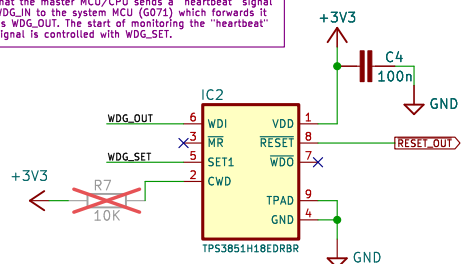 that the master MCU/CPU sends a "heartbeat" signal
WDG_IN to the system MCU (G071) which forwards it
as WDG_OUT. The start of monitoring the "heartbeat"
signal is controlled with WDG_SET.
+3V3
C4
100n
GND
IC2
WDG_OUT
6
WDI
VDD
1
3
MR
RESET
8
RESET_OUT
WDG_SET
5
SET1
WDO
7
2
CWD
+3V3
R7
10K
TPAD
9
GND
4
TPS3851H18EDRBR
GND